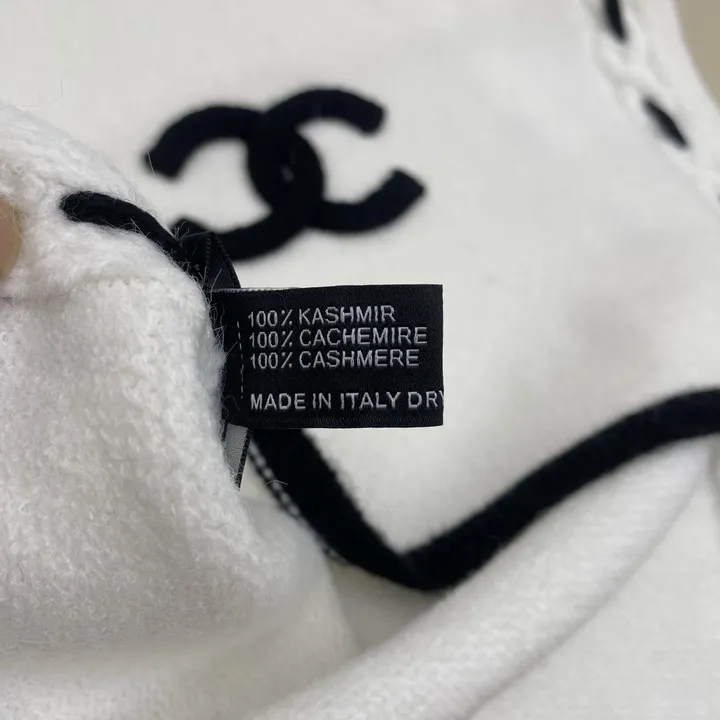 100% KASHMIR
100% CACHEMIRE
100% CASHMERE
MADE IN ITALY DRY